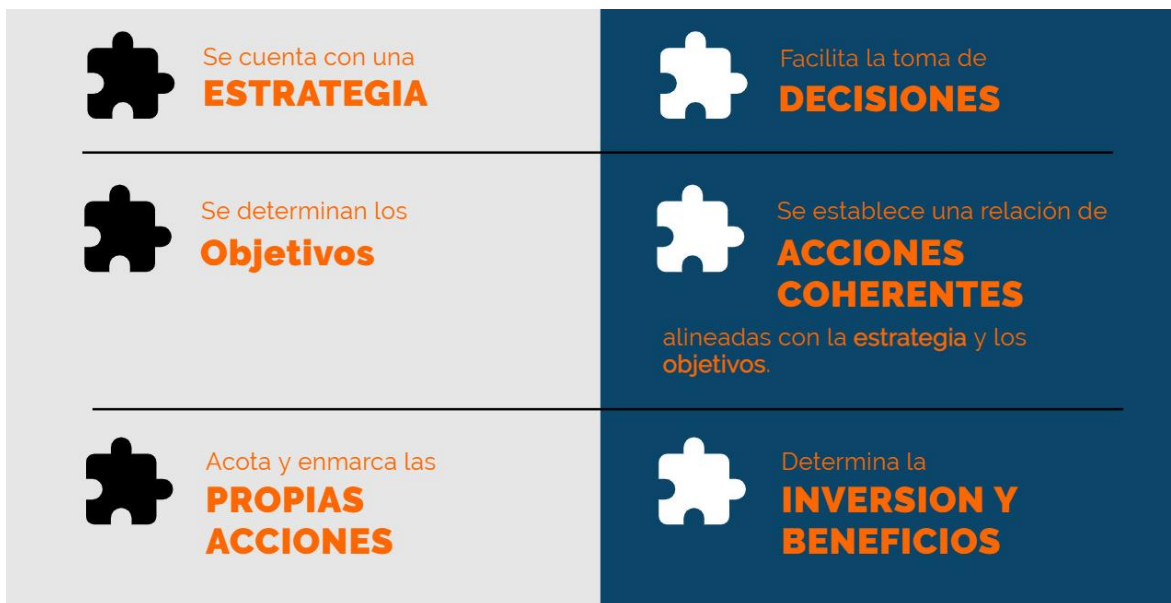 Se cuenta con una
ESTRATEGIA
Facilita la toma de
DECISIONES
Se determinan los
Objetivos
Se establece una relación de
ACCIONES
COHERENTES
alineadas con la estrategia y los
objetivos.
Acota y enmarca las
PROPIAS
ACCIONES
Determina la
INVERSION Y
BENEFICIOS